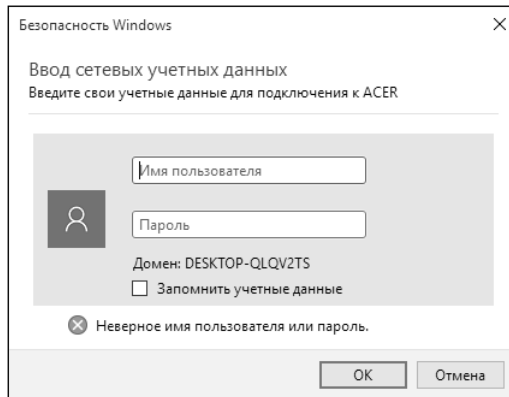 Безопасность Windows
Ввод сетевых учетных данных
Введите свои учетные данные для подключения к ACER
Имя пользователя
Пароль
Домен: DESKTOP-QLQV2TS
Запомнить учетные данные
Неверное имя пользователя или пароль.
ОК Отмена